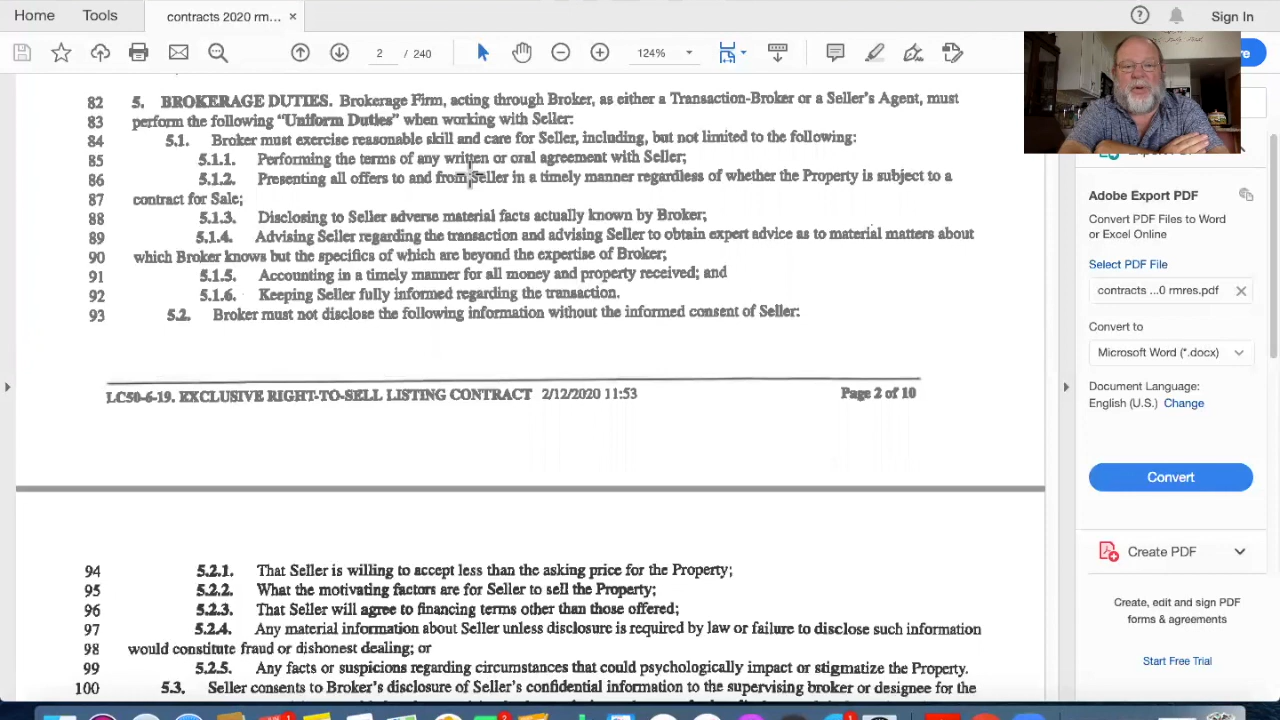 Home
Tools
contracts 2020 rm... ×
Sign In
2 / 240
124%
82 5. BROKERAGE DUTIES. Brokerage Firm, acting through Broker, as either a Transaction-Broker or a Seller's Agent, must
83 perform the following "Uniform Duties" when working with Seller:
84 5.1. Broker must exercise reasonable skill and care for Seller, including, but not limited to the following:
85 5.1.1. Performing the terms of any written or oral agreement with Seller;
86 5.1.2. Presenting all offers to and from Seller in a timely manner regardless of whether the Property is subject to a
87 contract for Sale;
88 5.1.3. Disclosing to Seller adverse material facts actually known by Broker;
89 5.1.4. Advising Seller regarding the transaction and advising Seller to obtain expert advice as to material matters about
90 which Broker knows but the specifics of which are beyond the expertise of Broker;
91 5.1.5. Accounting in a timely manner for all money and property received; and
92 5.1.6. Keeping Seller fully informed regarding the transaction.
93 5.2. Broker must not disclose the following information without the informed consent of Seller:
LC50-6-19. EXCLUSIVE RIGHT-TO-SELL LISTING CONTRACT 2/12/2020 11:53 Page 2 of 10
94 5.2.1. That Seller is willing to accept less than the asking price for the Property;
95 5.2.2. What the motivating factors are for Seller to sell the Property;
96 5.2.3. That Seller will agree to financing terms other than those offered;
97 5.2.4. Any material information about Seller unless disclosure is required by law or failure to disclose such information
98 would constitute fraud or dishonest dealing; or
99 5.2.5. Any facts or suspicions regarding circumstances that could psychologically impact or stigmatize the Property.
100 5.3. Seller consents to Broker's disclosure of Seller's confidential information to the supervising broker or designee for the
Adobe Export PDF
Convert PDF Files to Word
or Excel Online
Select PDF File
contracts ...0 rmres.pdf
Convert to
Microsoft Word (*.docx)
Document Language:
English (U.S.) Change
Convert
Create PDF
Create, edit and sign PDF
forms & agreements
Start Free Trial